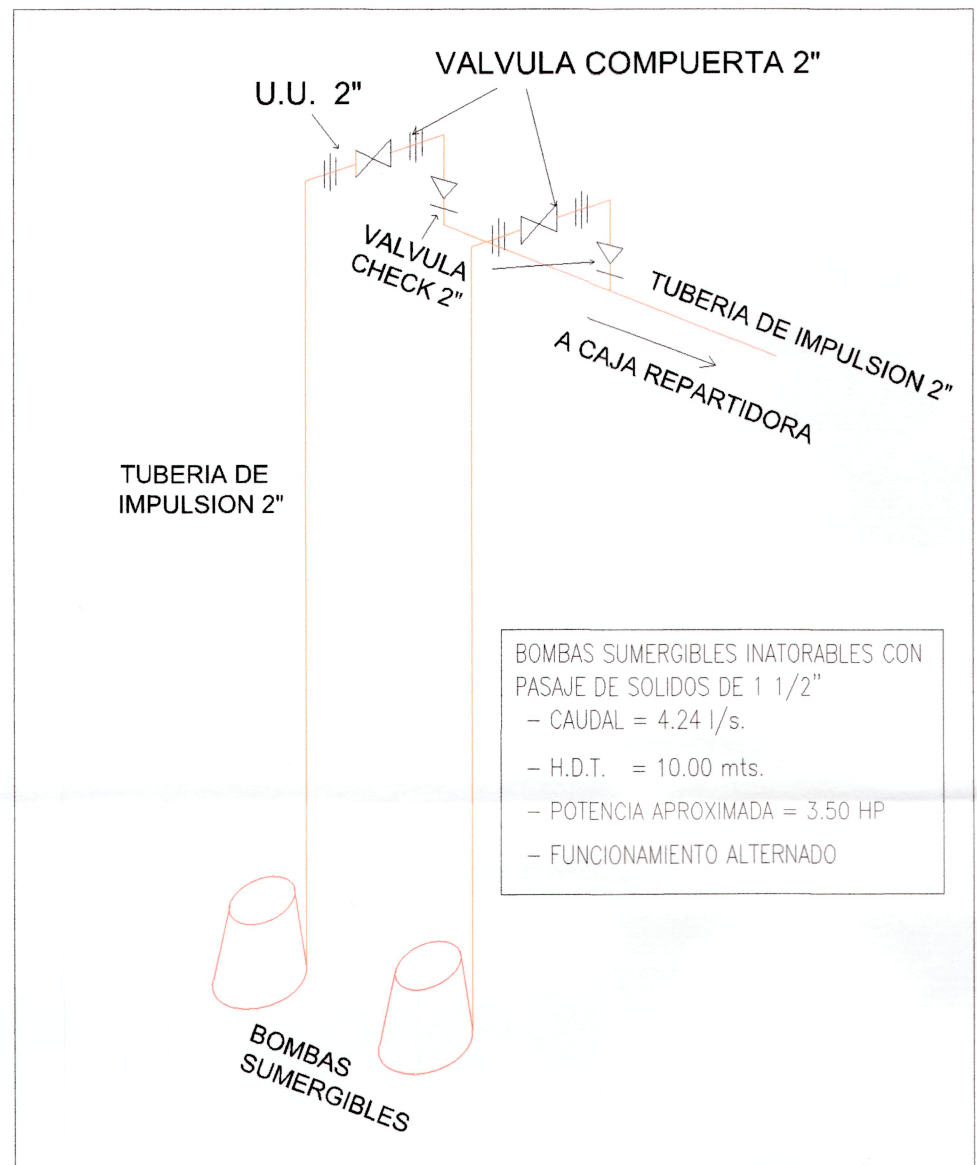 VALVULA COMPUERTA 2"
U.U. 2"
VALVULA
CHECK 2"
TUBERIA DE IMPULSION 2"
A CAJA REPARTIDORA
TUBERIA DE
IMPULSION 2"
BOMBAS SUMERGIBLES INATORABLES CON
PASAJE DE SOLIDOS DE 1 1/2"
- CAUDAL = 4.24 l/s.
- H.D.T. = 10.00 mts.
- POTENCIA APROXIMADA = 3.50 HP
- FUNCIONAMIENTO ALTERNADO
BOMBAS
SUMERGIBLES